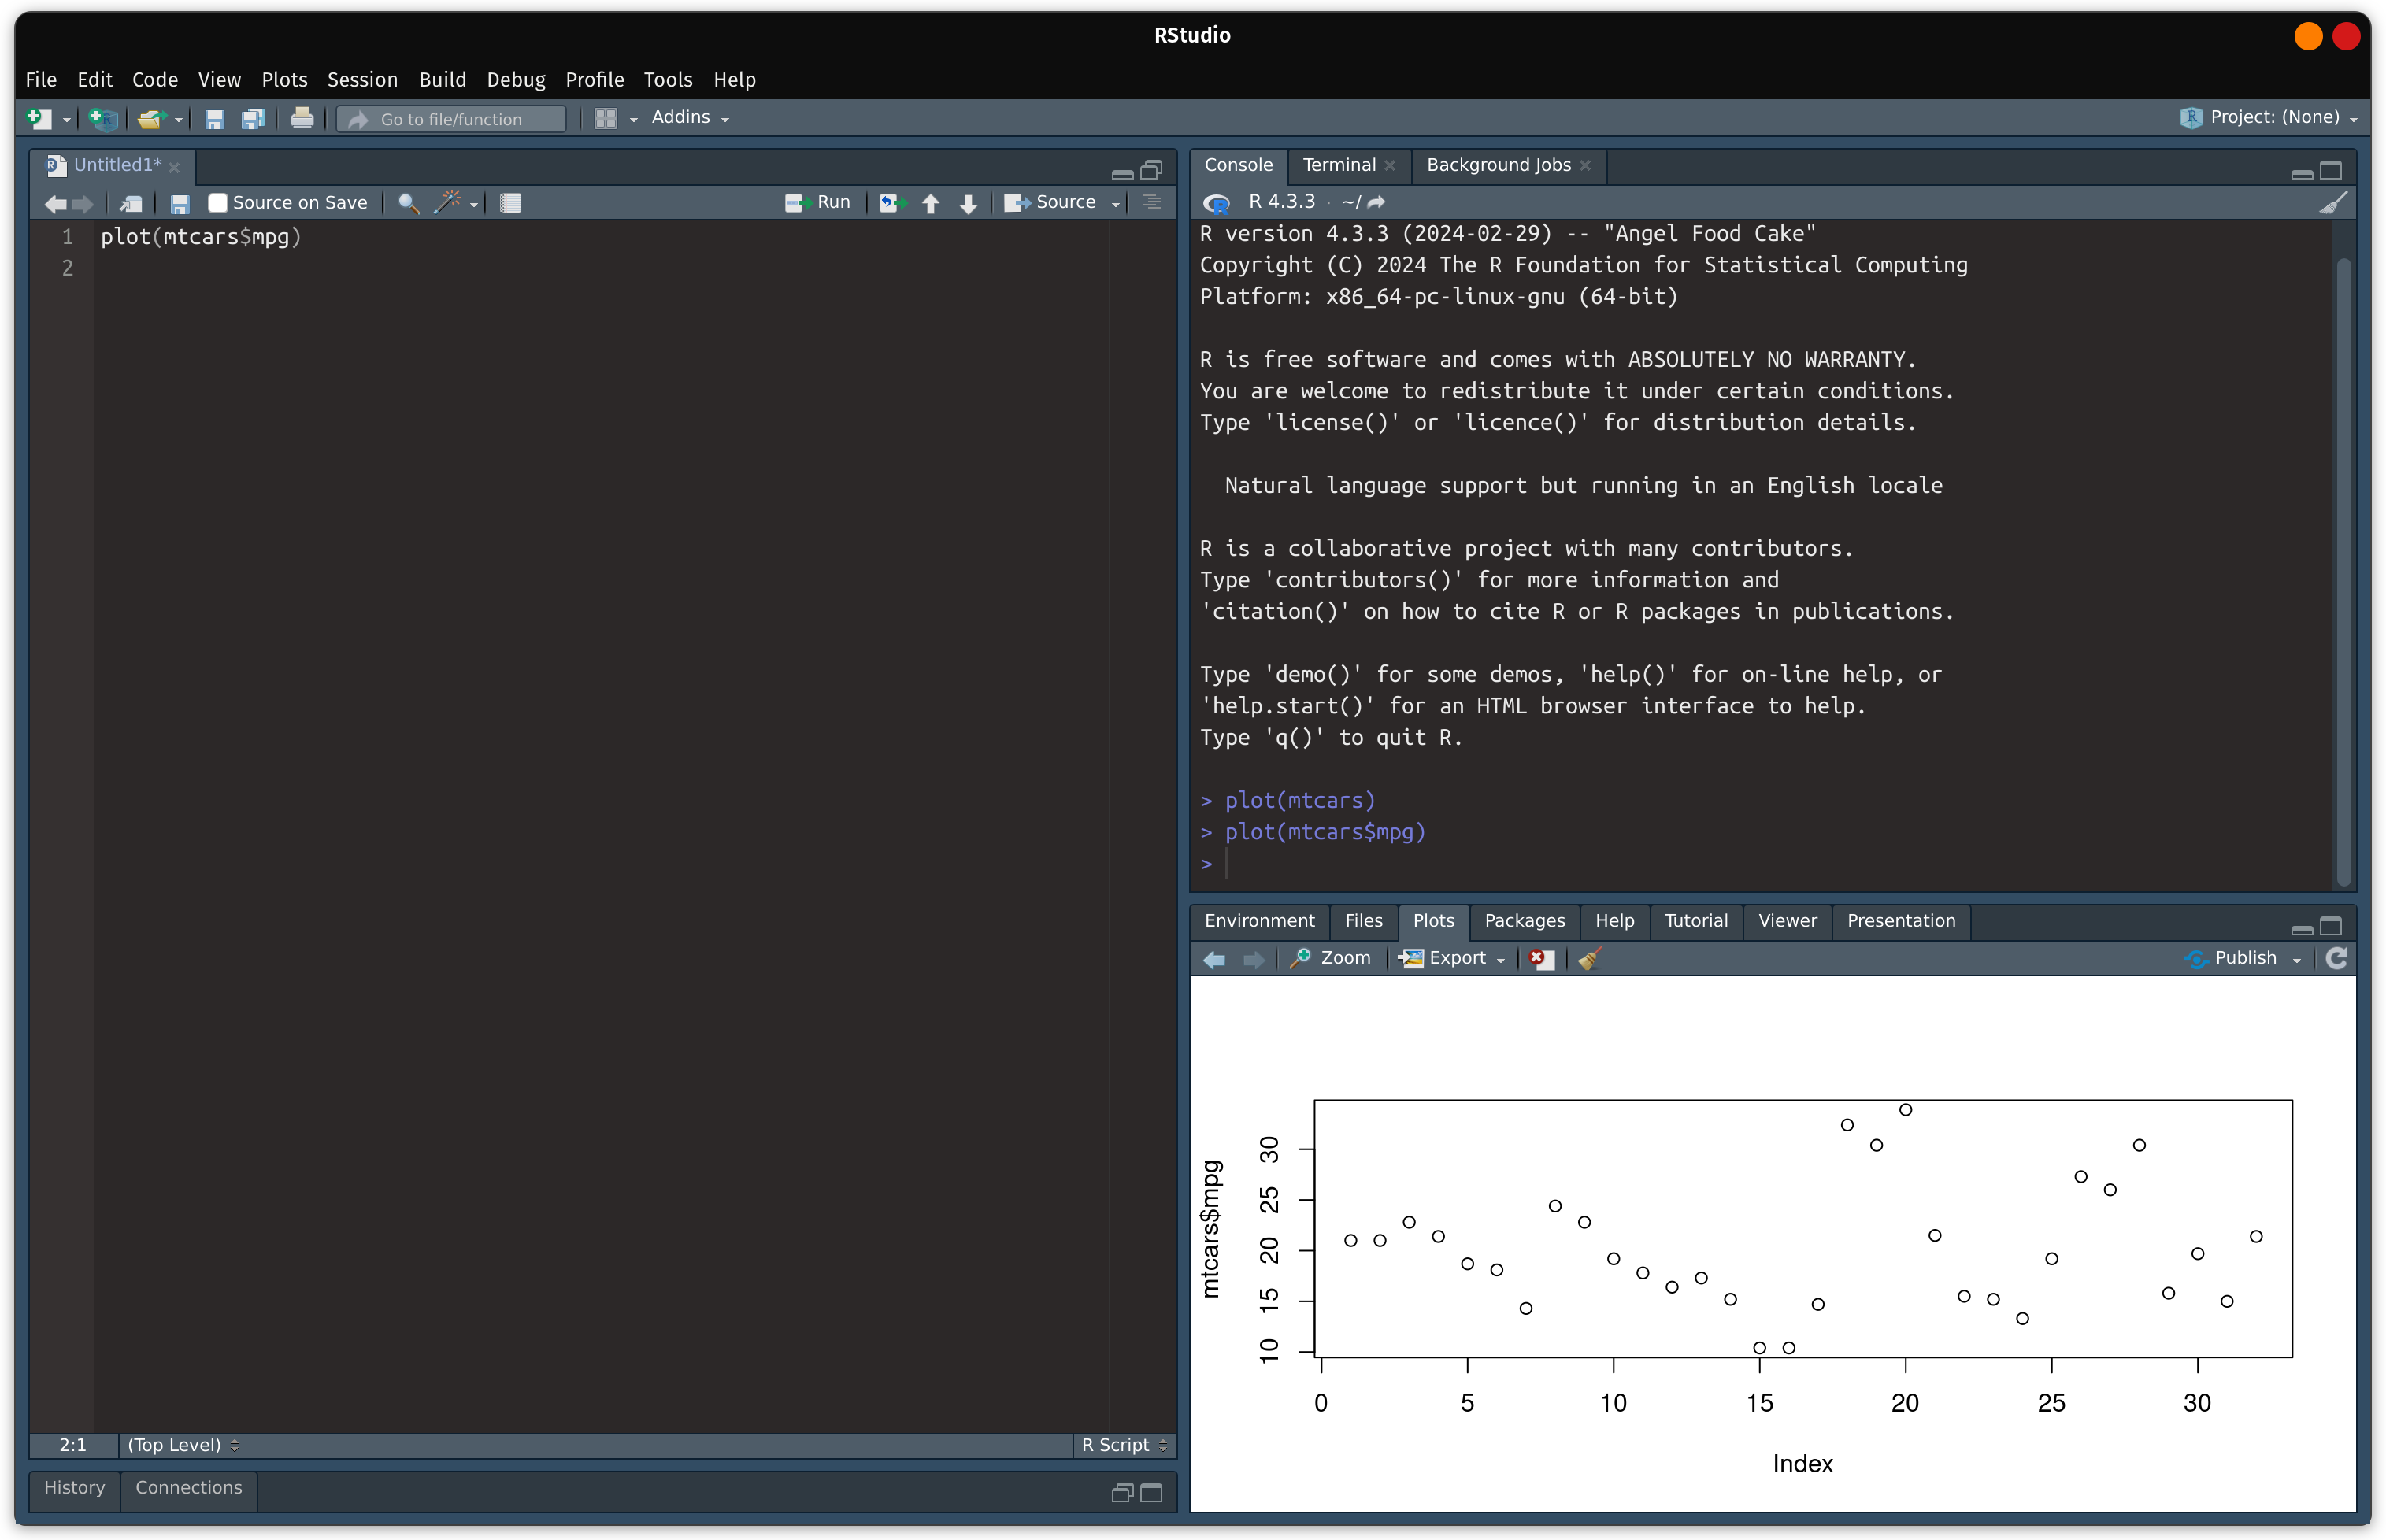 RStudio
File Edit Code View Plots Session Build Debug Profile Tools Help
Go to file/function Addins Project: (None)
Untitled1*
Source on Save Run Source
1 plot(mtcars$mpg)
2
2:1 (Top Level) R Script
History Connections
Console Terminal Background Jobs
R 4.3.3 · ~/
R version 4.3.3 (2024-02-29) -- "Angel Food Cake"
Copyright (C) 2024 The R Foundation for Statistical Computing
Platform: x86_64-pc-linux-gnu (64-bit)
R is free software and comes with ABSOLUTELY NO WARRANTY.
You are welcome to redistribute it under certain conditions.
Type 'license()' or 'licence()' for distribution details.
Natural language support but running in an English locale
R is a collaborative project with many contributors.
Type 'contributors()' for more information and
'citation()' on how to cite R or R packages in publications.
Type 'demo()' for some demos, 'help()' for on-line help, or
'help.start()' for an HTML browser interface to help.
Type 'q()' to quit R.
> plot(mtcars)
> plot(mtcars$mpg)
>
Environment Files Plots Packages Help Tutorial Viewer Presentation
Zoom Export Publish
mtcars$mpg
30
25
20
15
10
0 5 10 15 20 25 30
Index